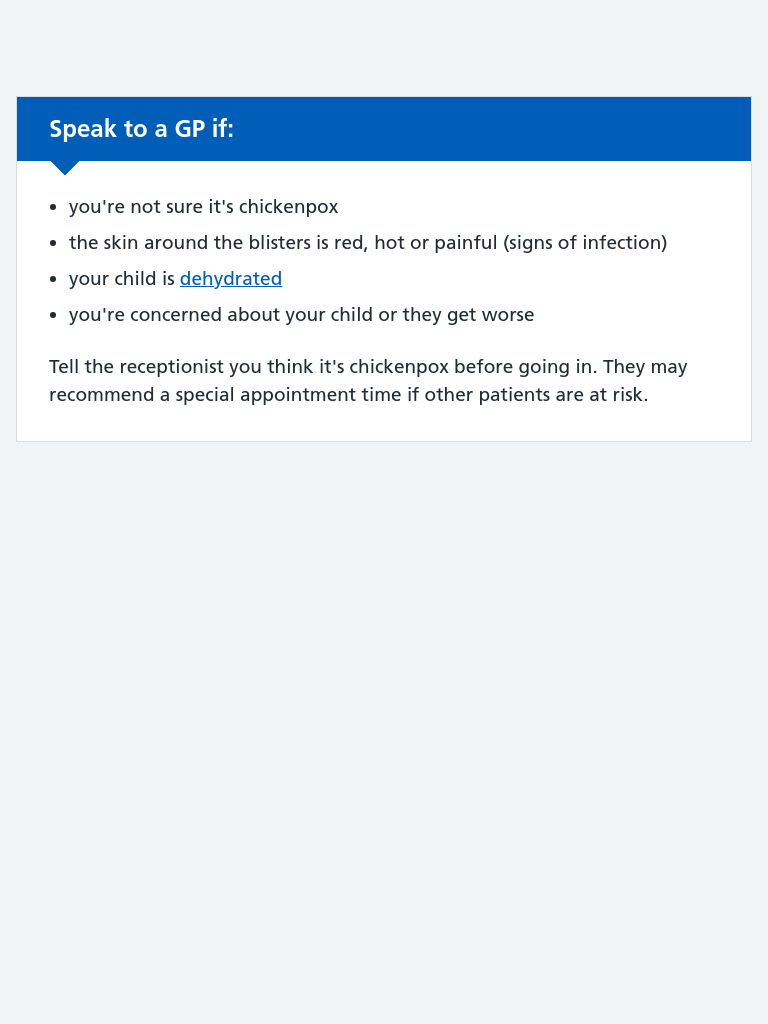 Speak to a GP if:
you're not sure it's chickenpox
the skin around the blisters is red, hot or painful (signs of infection)
your child is dehydrated
you're concerned about your child or they get worse
Tell the receptionist you think it's chickenpox before going in. They may
recommend a special appointment time if other patients are at risk.